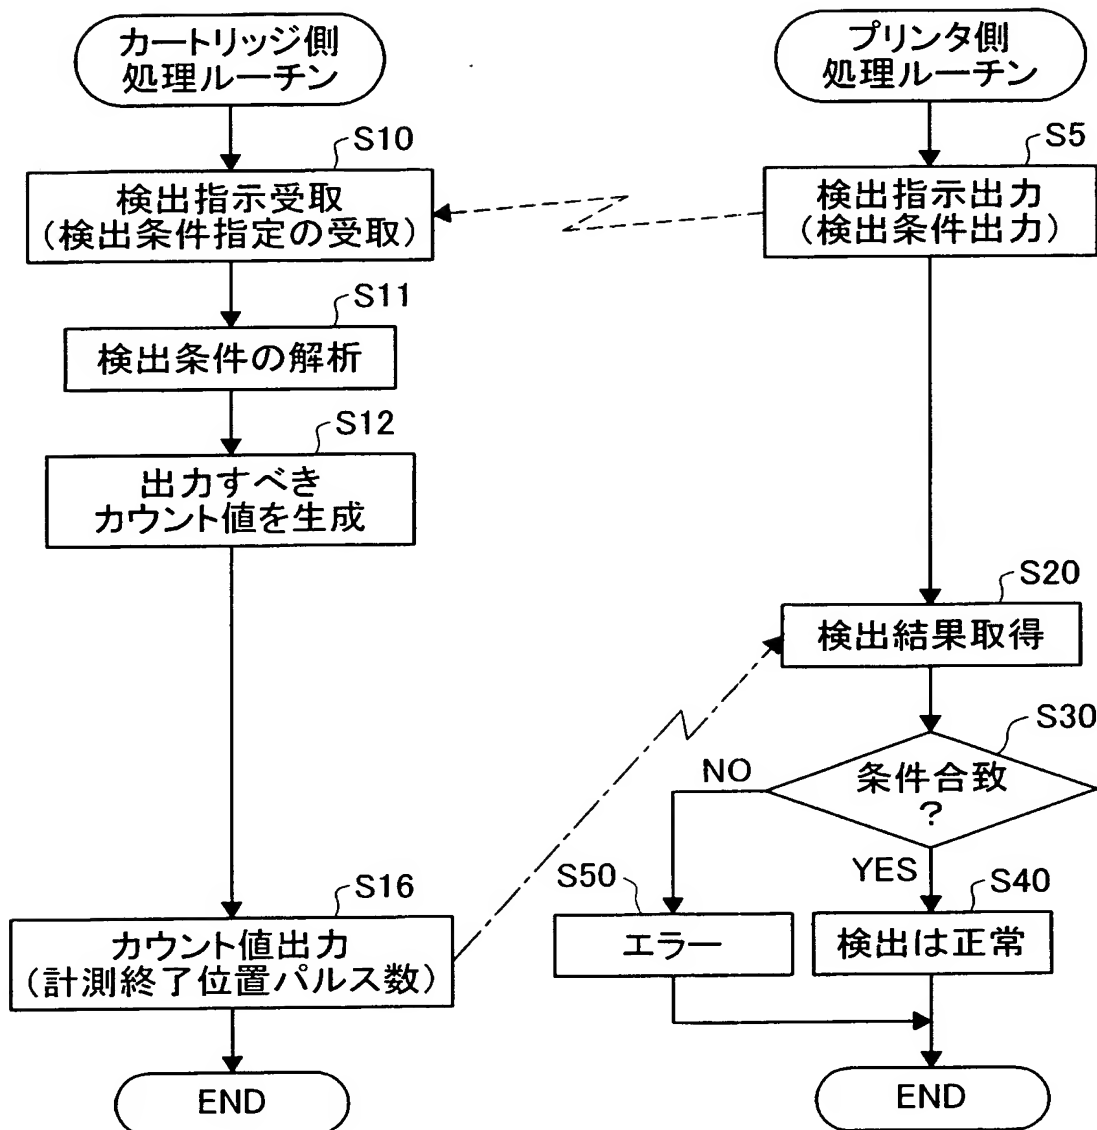 カートリッジ側
処理ルーチン
S10
検出指示受取
(検出条件指定の受取)
S11
検出条件の解析
S12
出力すべき
カウント値を生成
S16
カウント値出力
(計測終了位置パルス数)
END
プリンタ側
処理ルーチン
S5
検出指示出力
(検出条件出力)
S20
検出結果取得
S30
条件合致
?
NO
YES
S50
エラー
S40
検出は正常
END